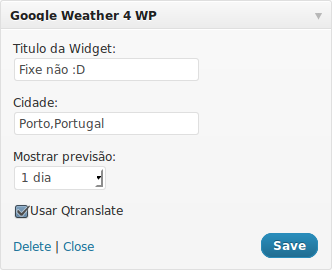 Google Weather 4 WP
Titulo da Widget:
Fixe não :D
Cidade:
Porto,Portugal
Mostrar previsão:
1 dia
Usar Qtranslate
Delete | Close
Save